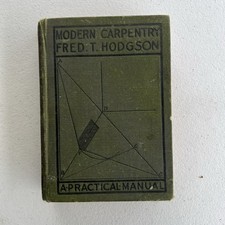 MODERN CARPENTRY
FRED. T. HODGSON
A PRACTICAL MANUAL